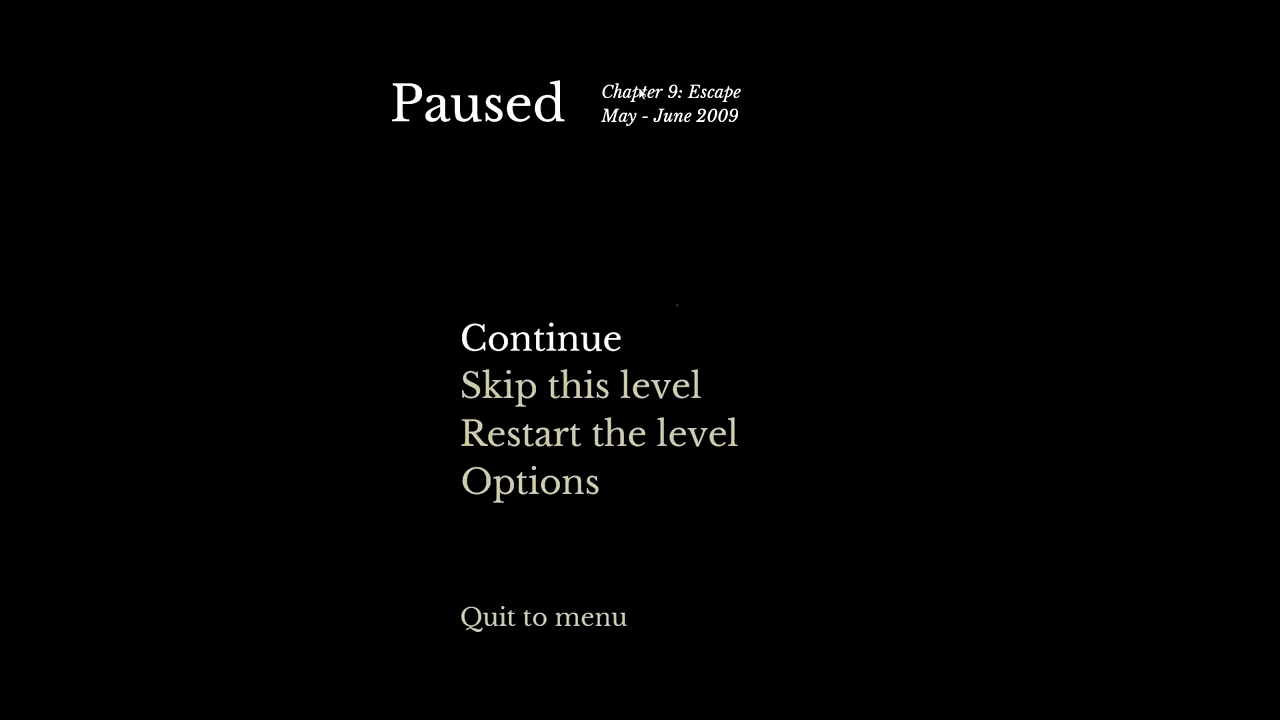 Paused
Chapter 9: Escape
May - June 2009
Continue
Skip this level
Restart the level
Options
Quit to menu